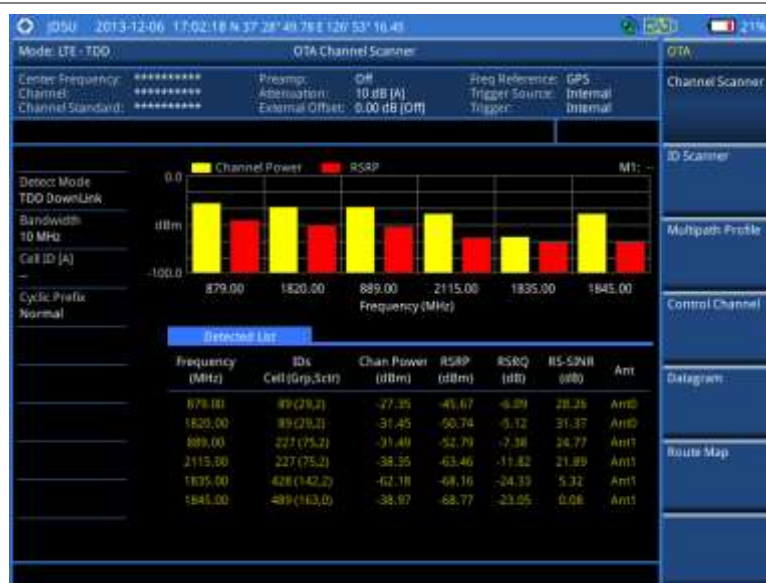 JDSU 2013-12-06 17:02:18 N 37° 28' 49.78 E 126° 53' 16.45 21%
Mode: LTE - TDD OTA Channel Scanner OTA
Center Frequency: ********** Preamp: Off Freq Reference: GPS
Channel: ********** Attenuation: 10 dB [A] Trigger Source: Internal
Channel Standard: ********** External Offset: 0.00 dB [Off] Trigger: Internal
Channel Scanner
ID Scanner
Multipath Profile
Control Channel
Datagram
Route Map
Detect Mode
TDD DownLink
Bandwidth
10 MHz
Cell ID [A]
--
Cyclic Prefix
Normal
Channel Power RSRP M1: --
0.0
dBm
-100.0
879.00 1820.00 889.00 2115.00 1835.00 1845.00
Frequency (MHz)
Detected List
Frequency IDs Chan Power RSRP RSRQ RS-SINR Ant
(MHz) Cell (Grp,Sctr) (dBm) (dBm) (dB) (dB)
879.00 89 (29,2) -27.35 -45.67 -6.09 28.26 Ant0
1820.00 89 (29,2) -31.45 -50.74 -5.12 31.37 Ant0
889.00 227 (75,2) -31.49 -52.79 -7.38 24.77 Ant1
2115.00 227 (75,2) -38.35 -63.46 -11.82 21.89 Ant1
1835.00 428 (142,2) -62.18 -68.16 -24.33 5.32 Ant1
1845.00 489 (163,0) -38.97 -68.77 -23.05 0.08 Ant1